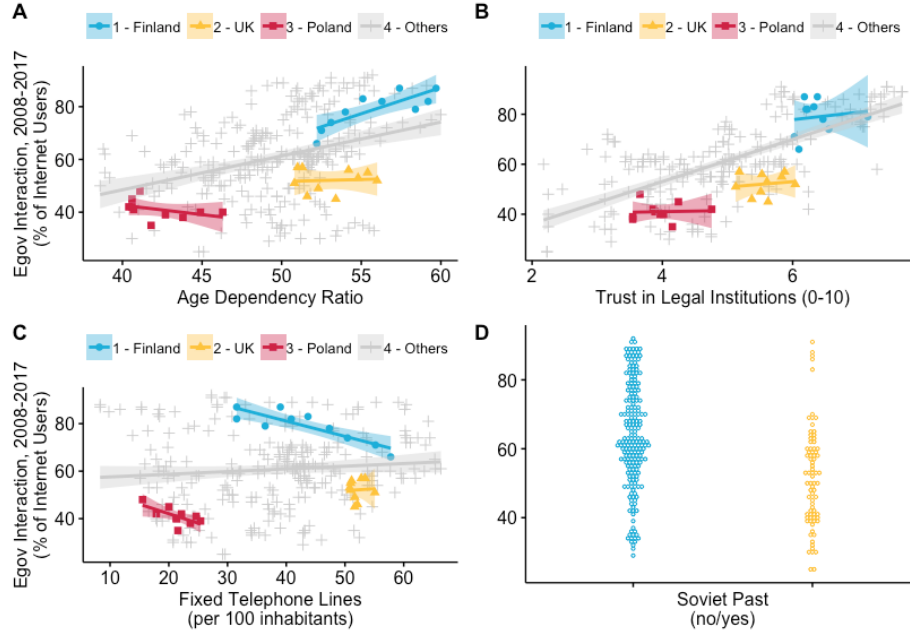 A
B
1 - Finland 2 - UK 3 - Poland 4 - Others
1 - Finland 2 - UK 3 - Poland 4 - Others
Egov Interaction, 2008-2017
(% of Internet Users)
80
60
40
40 45 50 55 60
Age Dependency Ratio
80
60
40
2 4 6
Trust in Legal Institutions (0-10)
C
D
1 - Finland 2 - UK 3 - Poland 4 - Others
Egov Interaction, 2008-2017
(% of Internet Users)
80
60
40
10 20 30 40 50 60
Fixed Telephone Lines
(per 100 inhabitants)
80
60
40
Soviet Past
(no/yes)